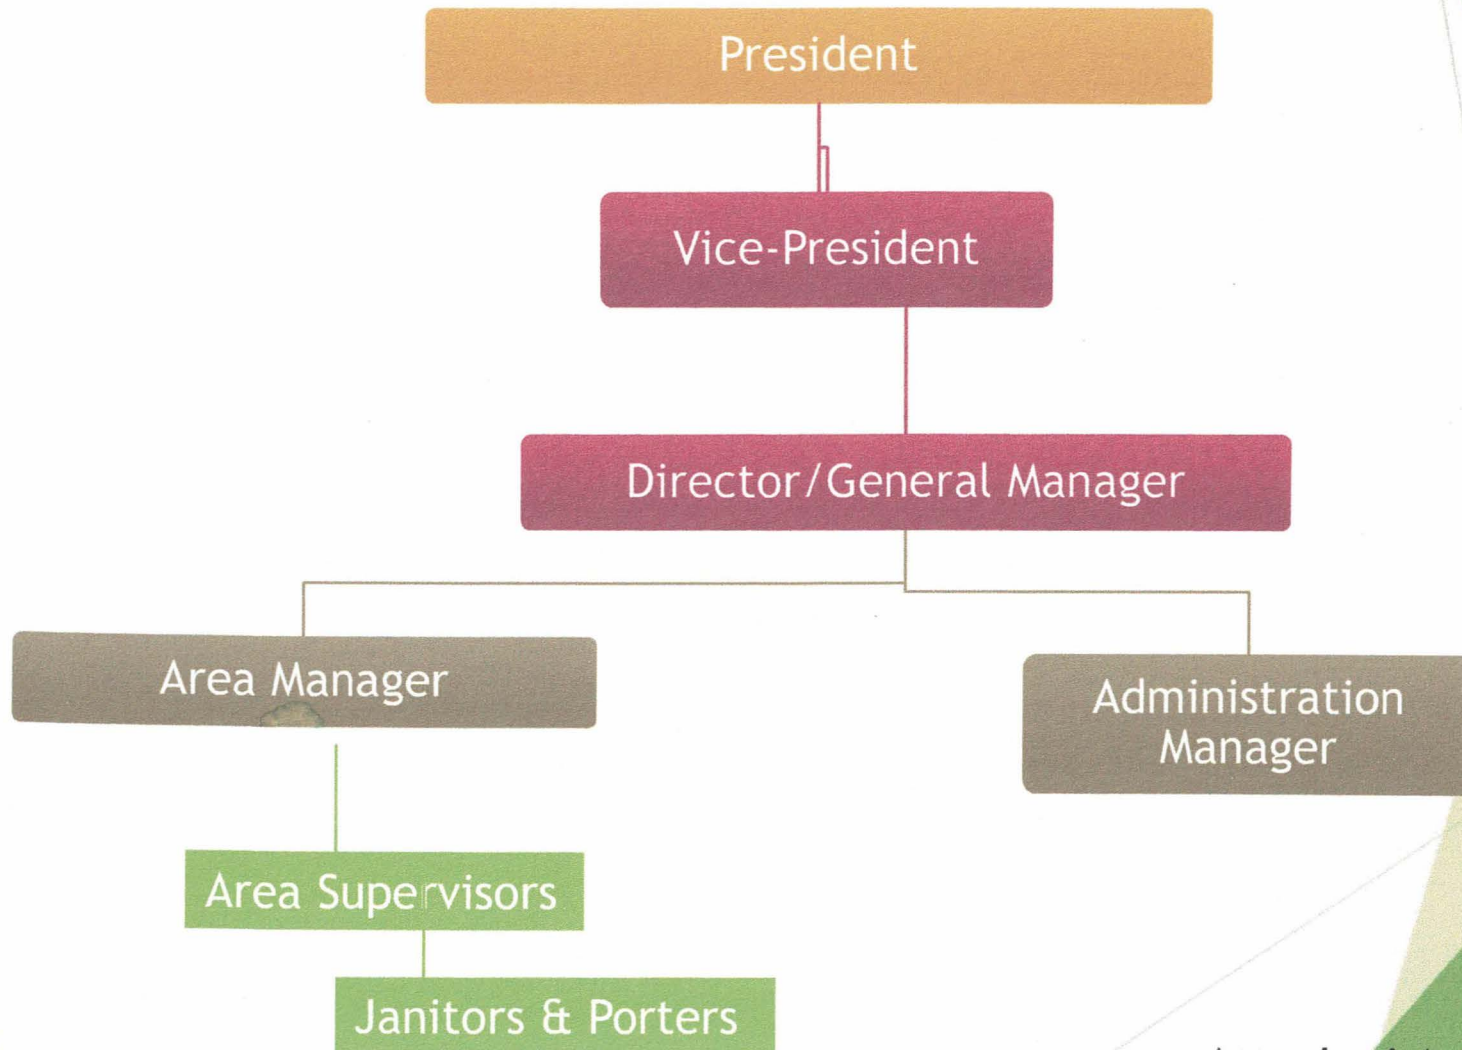 President
Vice-President
Director/General Manager
Area Manager
Administration
Manager
Area Supervisors
Janitors & Porters